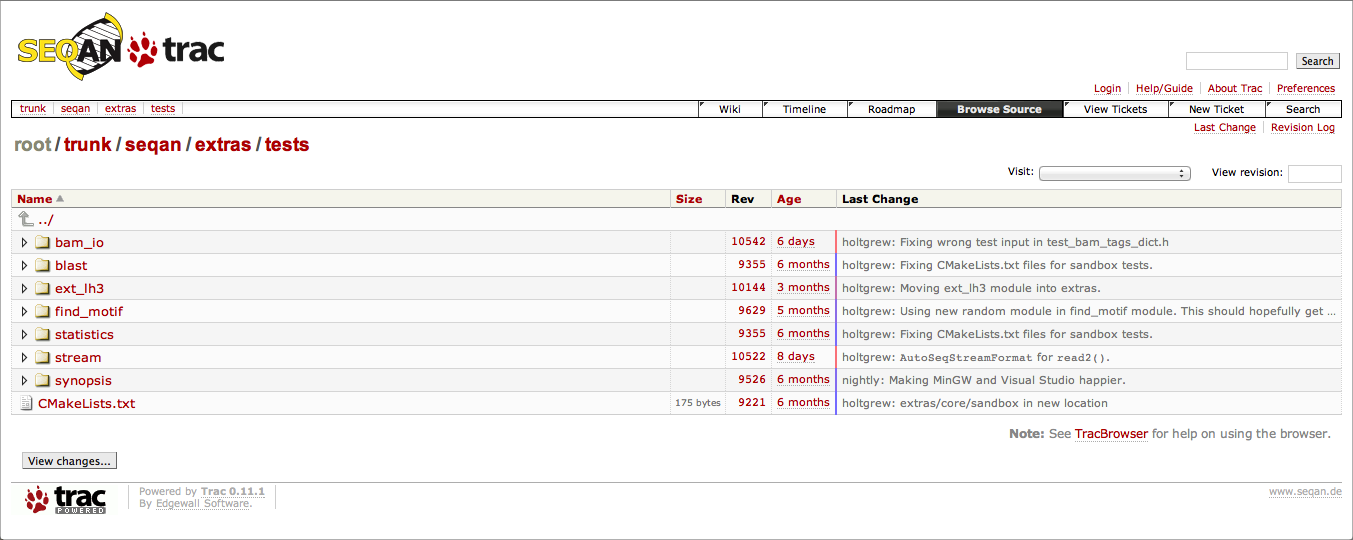 SEQAN trac
Search
Login Help/Guide About Trac Preferences
trunk seqan extras tests Wiki Timeline Roadmap Browse Source View Tickets New Ticket Search
Last Change Revision Log
root / trunk / seqan / extras / tests
Visit: View revision:
Name Size Rev Age Last Change
../
bam_io 10542 6 days holtgrew: Fixing wrong test input in test_bam_tags_dict.h
blast 9355 6 months holtgrew: Fixing CMakeLists.txt files for sandbox tests.
ext_lh3 10144 3 months holtgrew: Moving ext_lh3 module into extras.
find_motif 9629 5 months holtgrew: Using new random module in find_motif module. This should hopefully get ...
statistics 9355 6 months holtgrew: Fixing CMakeLists.txt files for sandbox tests.
stream 10522 8 days holtgrew: AutoSeqStreamFormat for read2().
synopsis 9526 6 months nightly: Making MinGW and Visual Studio happier.
CMakeLists.txt 175 bytes 9221 6 months holtgrew: extras/core/sandbox in new location
Note: See TracBrowser for help on using the browser.
View changes...
trac POWERED
Powered by Trac 0.11.1
By Edgewall Software.
www.seqan.de